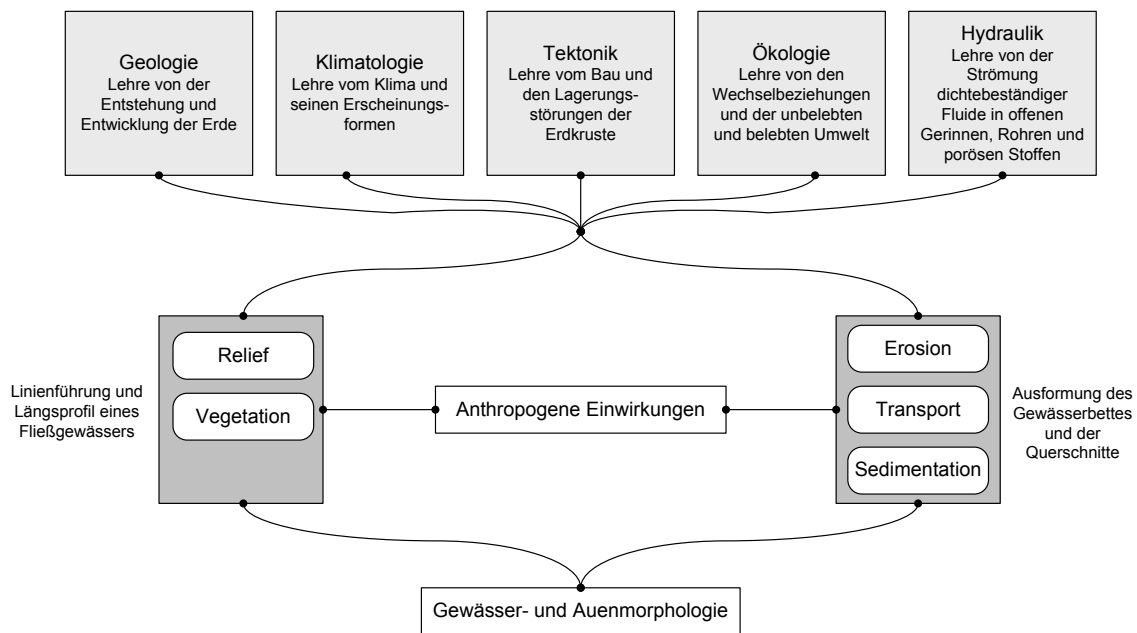 Geologie
Lehre von der
Entstehung und
Entwicklung der Erde
Klimatologie
Lehre vom Klima und
seinen Erscheinungs-
formen
Tektonik
Lehre vom Bau und
den Lagerungs-
störungen der
Erdkruste
Ökologie
Lehre von den
Wechselbeziehungen
und der unbelebten
und belebten Umwelt
Hydraulik
Lehre von der
Strömung
dichtebeständiger
Fluide in offenen
Gerinnen, Rohren und
porösen Stoffen
Linienführung und
Längsprofil eines
Fließgewässers
Relief
Vegetation
Anthropogene Einwirkungen
Erosion
Transport
Sedimentation
Ausformung des
Gewässerbettes
und der
Querschnitte
Gewässer- und Auenmorphologie